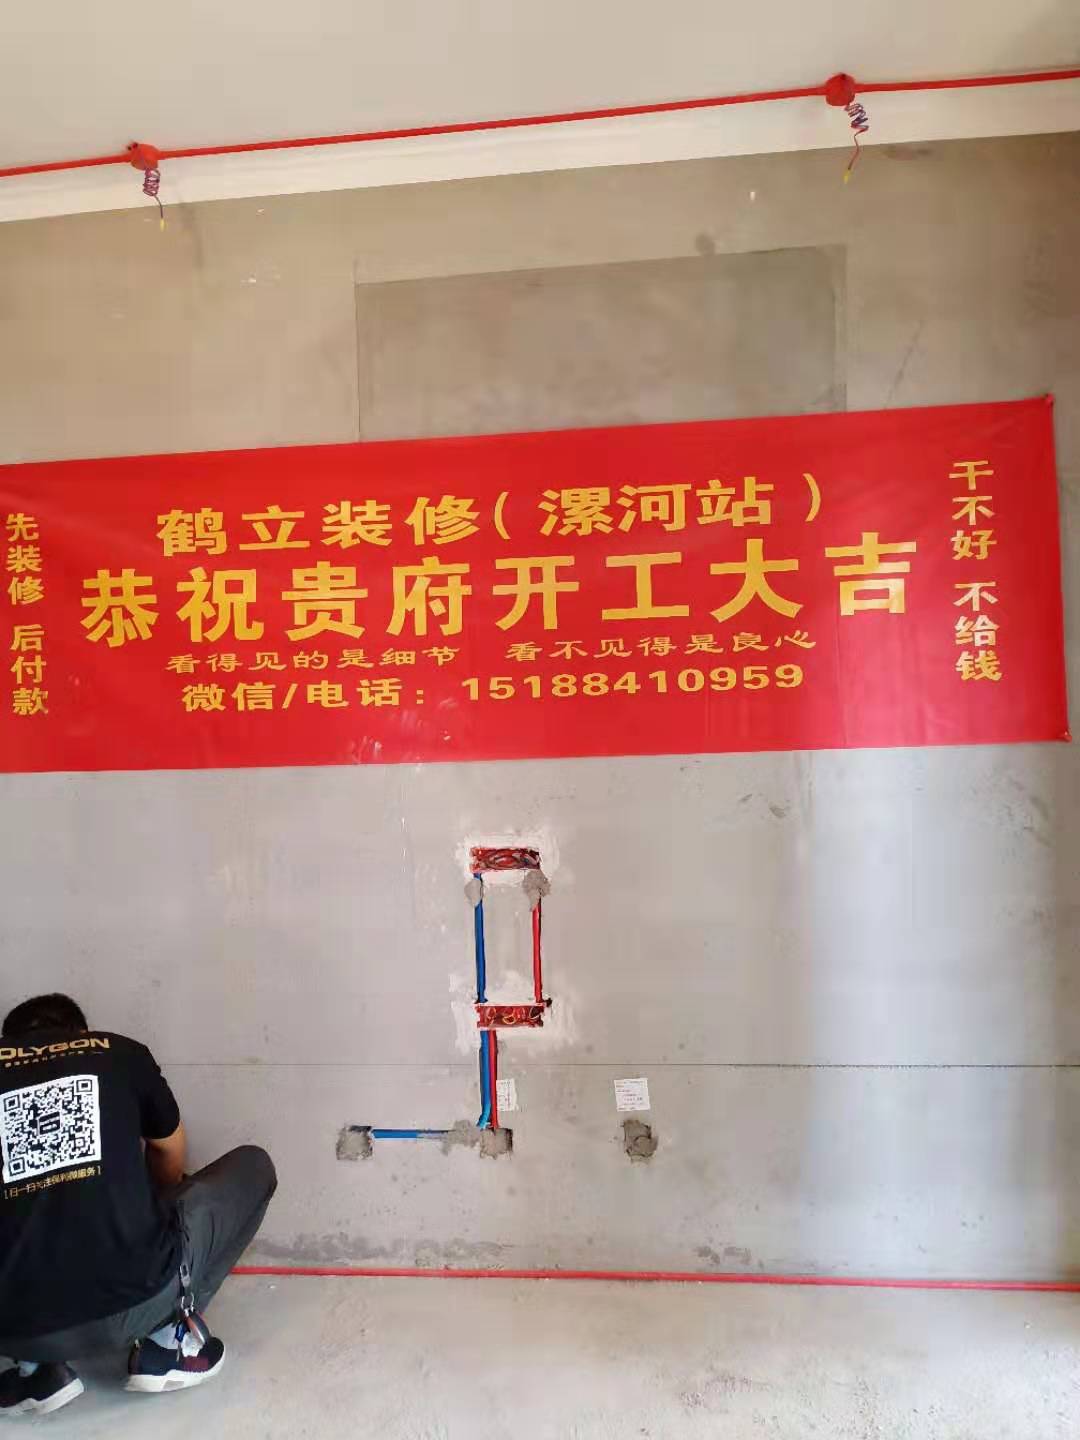 鹤立装修(漯河站)
恭祝贵府开工大吉
看得见的是细节 看不见得是良心
微信/电话：15188410959
先装修 后付款
干不好 不给钱
OLYGON